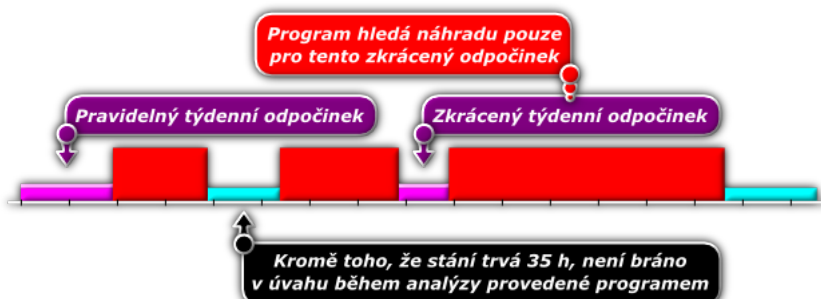 Program hledá náhradu pouze
pro tento zkrácený odpočinek
Pravidelný týdenní odpočinek
Zkrácený týdenní odpočinek
Kromě toho, že stání trvá 35 h, není bráno
v úvahu během analýzy provedené programem